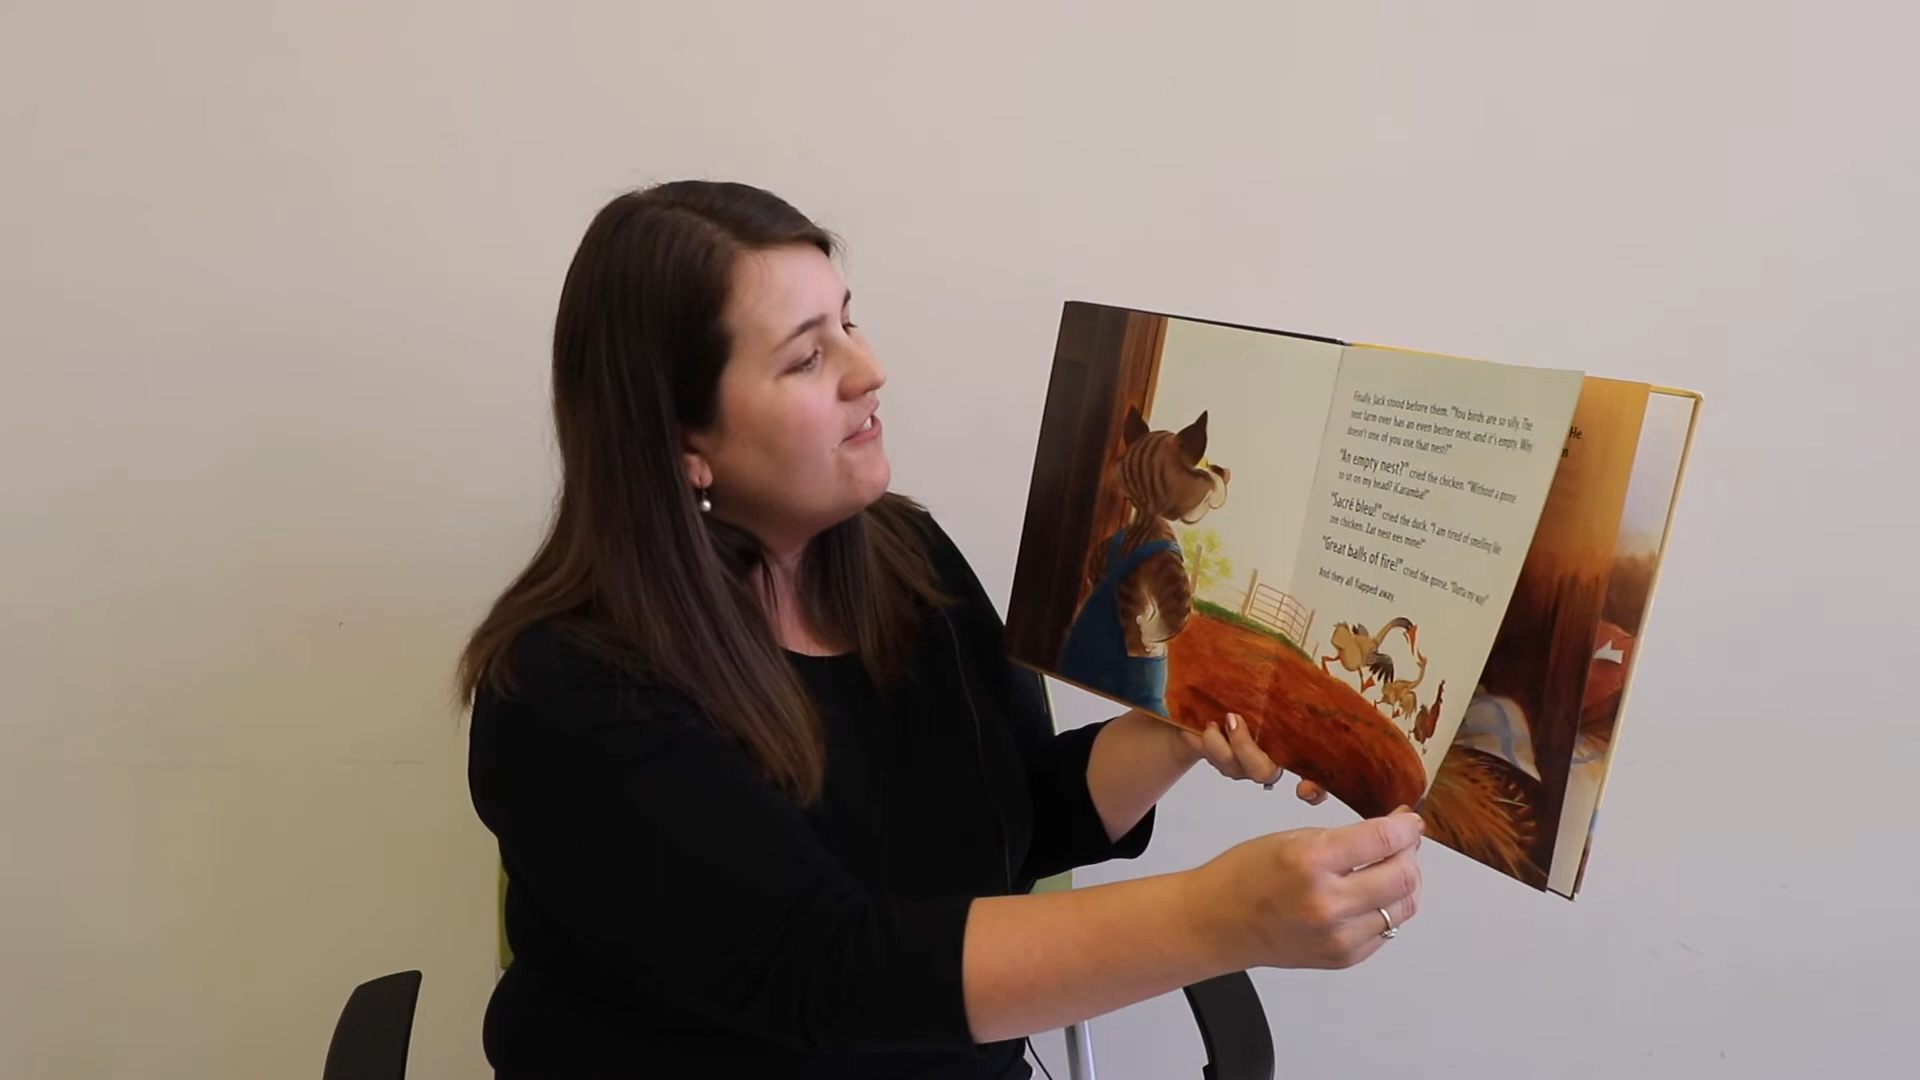 Finally, Jack stood before them. "You birds are so silly. The
next farm over has an even better nest, and it's empty. Why
doesn't one of you use that nest?"
"An empty nest?" cried the chicken. "Without a goose
to sit on my head? ¡Caramba!"
"Sacré bleu!" cried the duck. "I am tired of smelling like
zee chicken. Zat nest ees mine!"
"Great balls of fire!" cried the goose. "Outta my way!"
And they all flapped away.
He